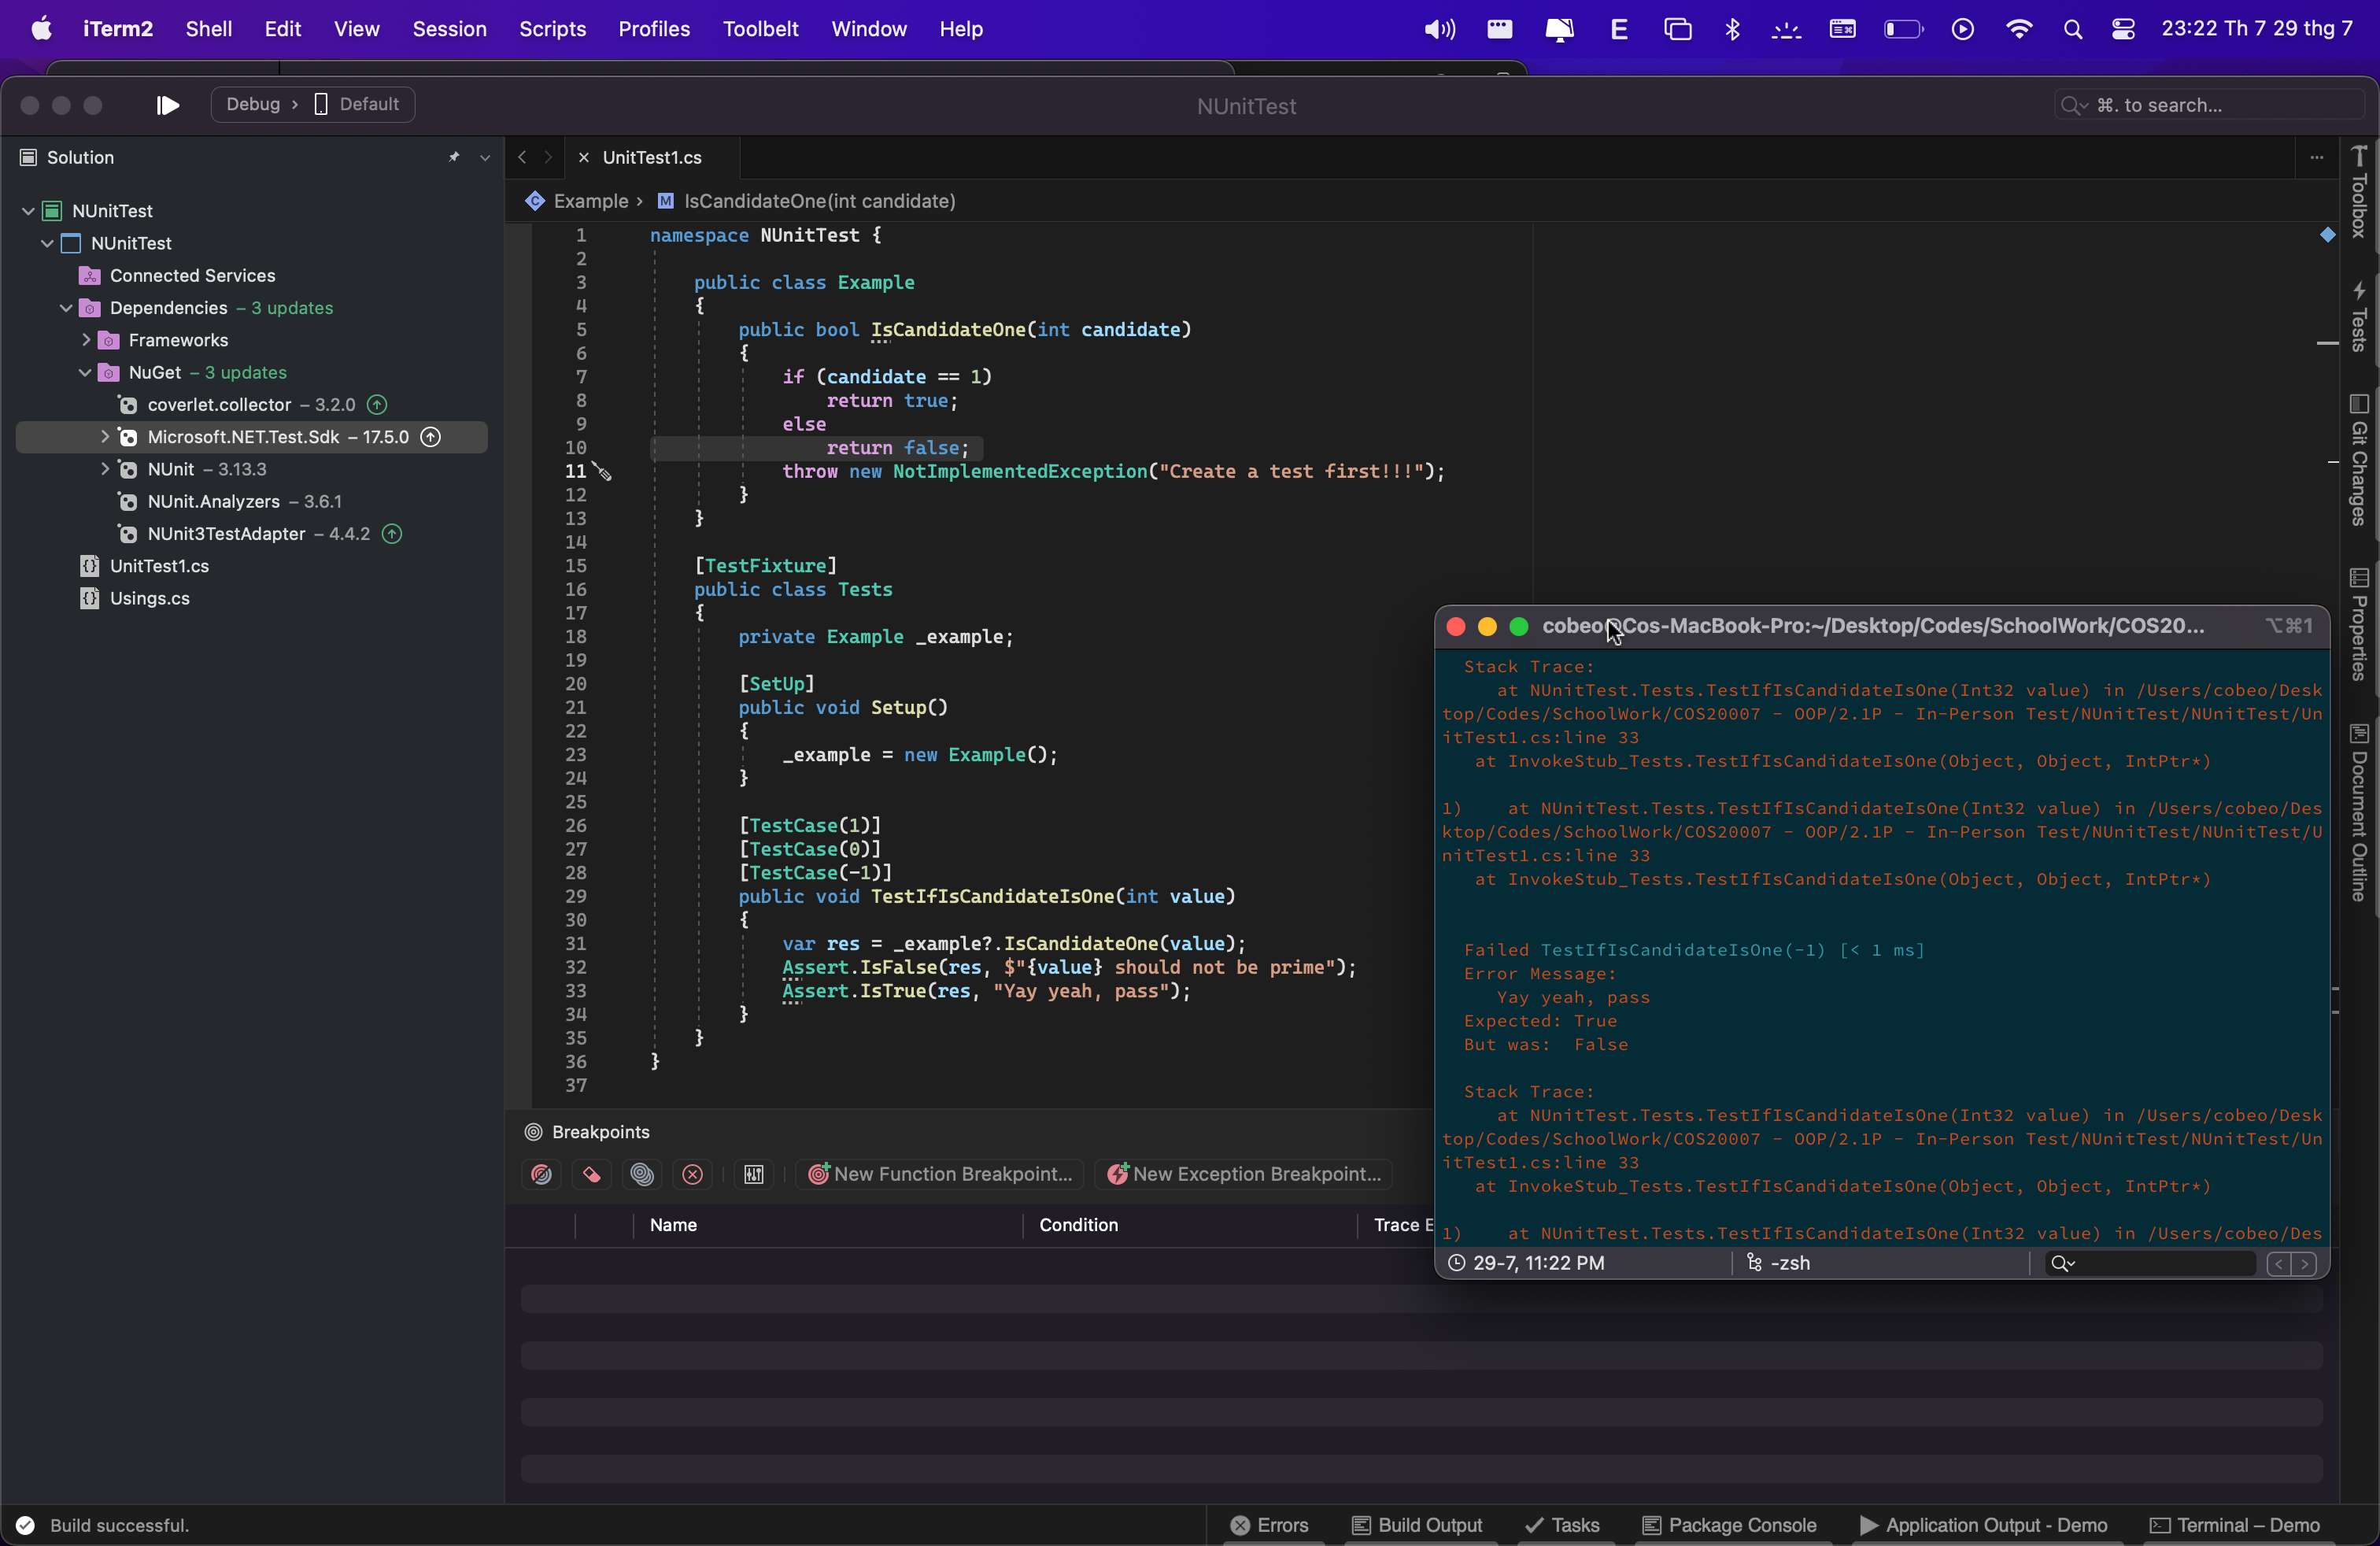 iTerm2 Shell Edit View Session Scripts Profiles Toolbelt Window Help
E 23:22 Th 7 29 thg 7
Debug › Default
NUnitTest
⌘. to search...
Solution
NUnitTest
NUnitTest
Connected Services
Dependencies – 3 updates
Frameworks
NuGet – 3 updates
coverlet.collector – 3.2.0
Microsoft.NET.Test.Sdk – 17.5.0
NUnit – 3.13.3
NUnit.Analyzers – 3.6.1
NUnit3TestAdapter – 4.4.2
UnitTest1.cs
Usings.cs
UnitTest1.cs
Example › M IsCandidateOne(int candidate)
1 namespace NUnitTest {
2
3 public class Example
4 {
5 public bool IsCandidateOne(int candidate)
6 {
7 if (candidate == 1)
8 return true;
9 else
10 return false;
11 throw new NotImplementedException("Create a test first!!!");
12 }
13 }
14
15 [TestFixture]
16 public class Tests
17 {
18 private Example _example;
19
20 [SetUp]
21 public void Setup()
22 {
23 _example = new Example();
24 }
25
26 [TestCase(1)]
27 [TestCase(0)]
28 [TestCase(-1)]
29 public void TestIfIsCandidateIsOne(int value)
30 {
31 var res = _example?.IsCandidateOne(value);
32 Assert.IsFalse(res, $"{value} should not be prime");
33 Assert.IsTrue(res, "Yay yeah, pass");
34 }
35 }
36 }
37
Toolbox
Tests
Git Changes
Properties
Document Outline
cobeo@Cos-MacBook-Pro:~/Desktop/Codes/SchoolWork/COS20... ⌥⌘1
Stack Trace:
at NUnitTest.Tests.TestIfIsCandidateIsOne(Int32 value) in /Users/cobeo/Desk
top/Codes/SchoolWork/COS20007 - OOP/2.1P - In-Person Test/NUnitTest/NUnitTest/Un
itTest1.cs:line 33
at InvokeStub_Tests.TestIfIsCandidateIsOne(Object, Object, IntPtr*)
1) at NUnitTest.Tests.TestIfIsCandidateIsOne(Int32 value) in /Users/cobeo/Des
ktop/Codes/SchoolWork/COS20007 - OOP/2.1P - In-Person Test/NUnitTest/NUnitTest/U
nitTest1.cs:line 33
at InvokeStub_Tests.TestIfIsCandidateIsOne(Object, Object, IntPtr*)
Failed TestIfIsCandidateIsOne(-1) [< 1 ms]
Error Message:
Yay yeah, pass
Expected: True
But was: False
Stack Trace:
at NUnitTest.Tests.TestIfIsCandidateIsOne(Int32 value) in /Users/cobeo/Desk
top/Codes/SchoolWork/COS20007 - OOP/2.1P - In-Person Test/NUnitTest/NUnitTest/Un
itTest1.cs:line 33
at InvokeStub_Tests.TestIfIsCandidateIsOne(Object, Object, IntPtr*)
1) at NUnitTest.Tests.TestIfIsCandidateIsOne(Int32 value) in /Users/cobeo/Des
29-7, 11:22 PM -zsh
Breakpoints
New Function Breakpoint... New Exception Breakpoint...
Name Condition Trace E
Build successful.
Errors Build Output Tasks Package Console Application Output - Demo Terminal – Demo